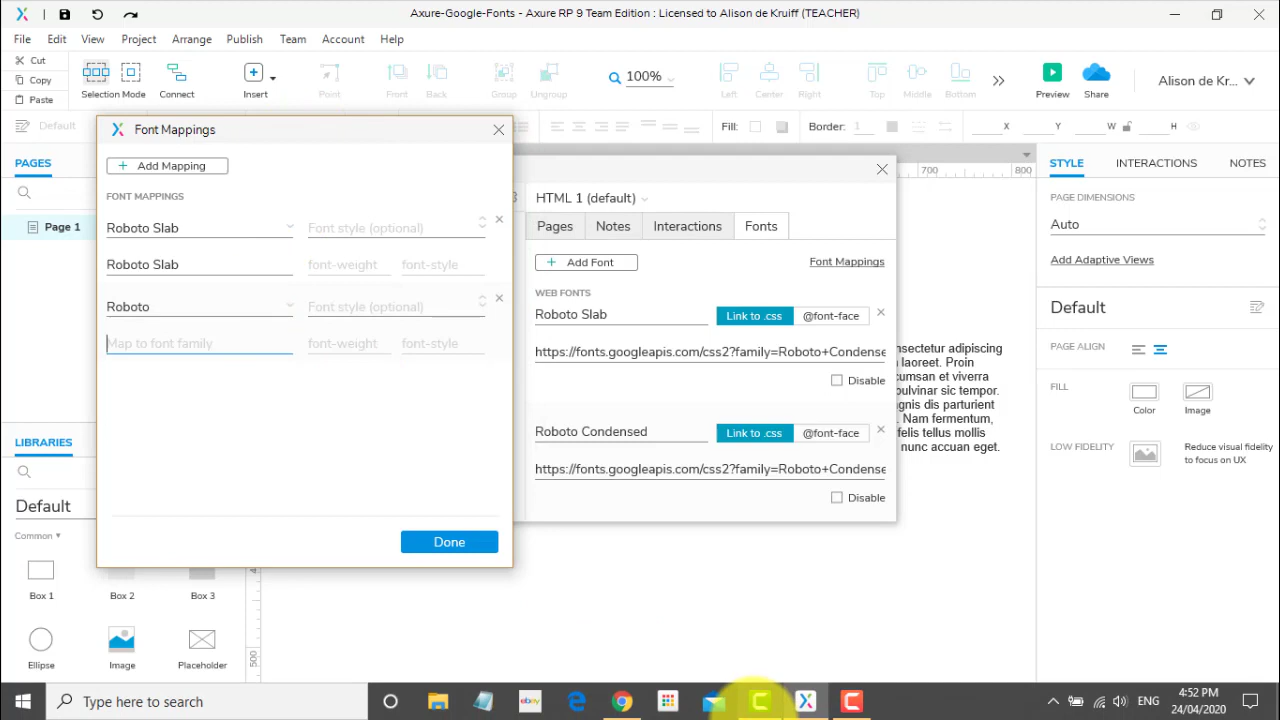 Axure-Google-Fonts - Axure RP 9 Team Edition : Licensed to Alison de Kruiff (TEACHER)
File Edit View Project Arrange Publish Team Account Help
Cut
Copy
Paste
Selection Mode
Connect
Insert
Point
Front
Back
Group
Ungroup
100%
Left
Center
Right
Top
Middle
Bottom
Preview
Share
Alison de Kr...
Default
Fill:
Border:
1
X
Y
W
H
PAGES
Page 1
Font Mappings
Add Mapping
FONT MAPPINGS
Roboto Slab
Font style (optional)
Roboto Slab
font-weight
font-style
Roboto
Font style (optional)
Map to font family
font-weight
font-style
Done
HTML 1 (default)
Pages
Notes
Interactions
Fonts
Add Font
Font Mappings
WEB FONTS
Roboto Slab
Link to .css
@font-face
https://fonts.googleapis.com/css2?family=Roboto+Condense
Disable
Roboto Condensed
Link to .css
@font-face
https://fonts.googleapis.com/css2?family=Roboto+Condense
Disable
700
800
nsectetur adipiscing
laoreet. Proin
cumsan et viverra
pulvinar sic tempor.
agnis dis parturient
. Nam fermentum,
felis tellus mollis
nunc accuan eget.
500
STYLE
INTERACTIONS
NOTES
PAGE DIMENSIONS
Auto
Add Adaptive Views
Default
PAGE ALIGN
FILL
Color
Image
LOW FIDELITY
Reduce visual fidelity
to focus on UX
LIBRARIES
Default
Common
Box 1
Box 2
Box 3
Ellipse
Image
Placeholder
Type here to search
ebay
ENG
4:52 PM
24/04/2020